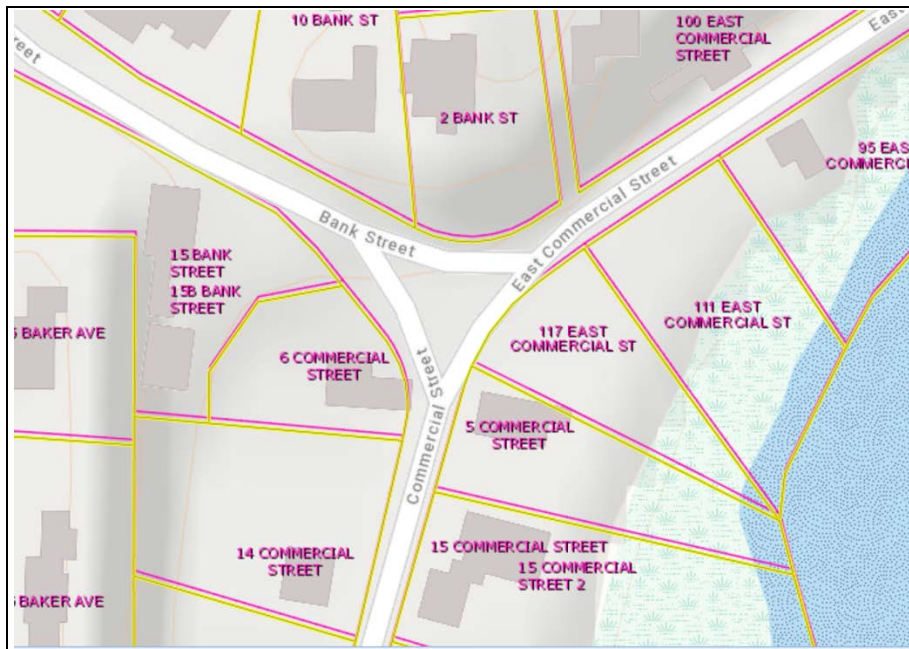 10 BANK ST
100 EAST
COMMERCIAL
STREET
East
reet
2 BANK ST
95 EAS
COMMERCI
East Commercial Street
Bank Street
15 BANK
STREET
15B BANK
STREET
117 EAST
COMMERCIAL ST
111 EAST
COMMERCIAL ST
BAKER AVE
6 COMMERCIAL
STREET
Commercial Street
5 COMMERCIAL
STREET
14 COMMERCIAL
STREET
15 COMMERCIAL STREET
15 COMMERCIAL
STREET 2
BAKER AVE